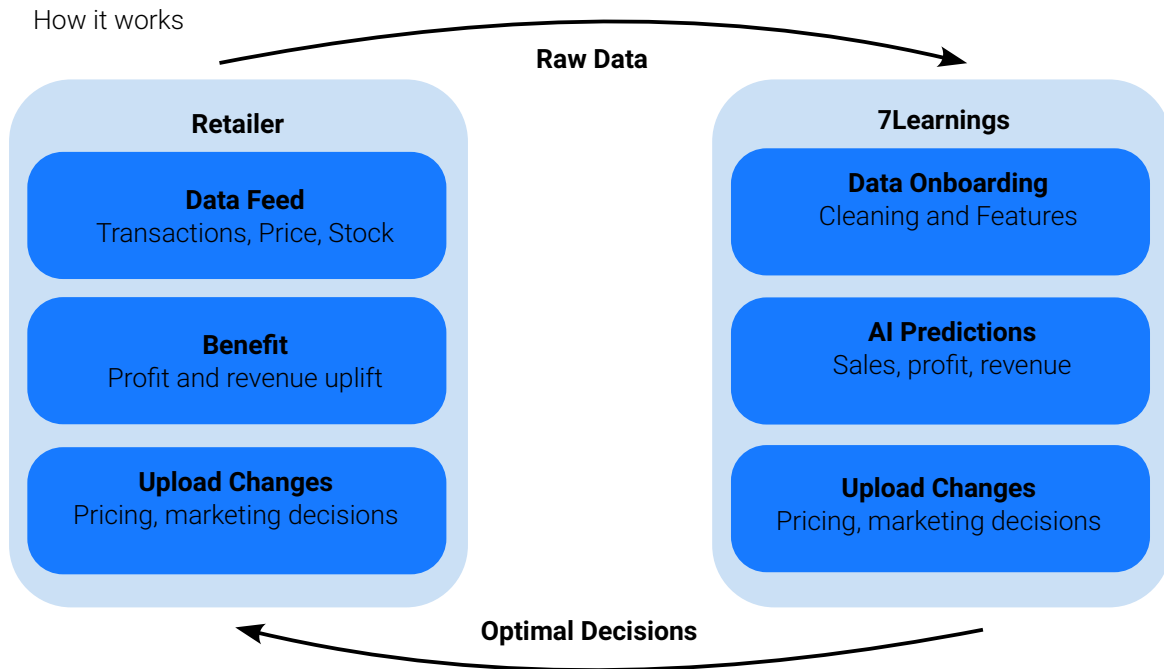 How it works
Raw Data
Retailer
Data Feed
Transactions, Price, Stock
Benefit
Profit and revenue uplift
Upload Changes
Pricing, marketing decisions
7Learnings
Data Onboarding
Cleaning and Features
AI Predictions
Sales, profit, revenue
Upload Changes
Pricing, marketing decisions
Optimal Decisions